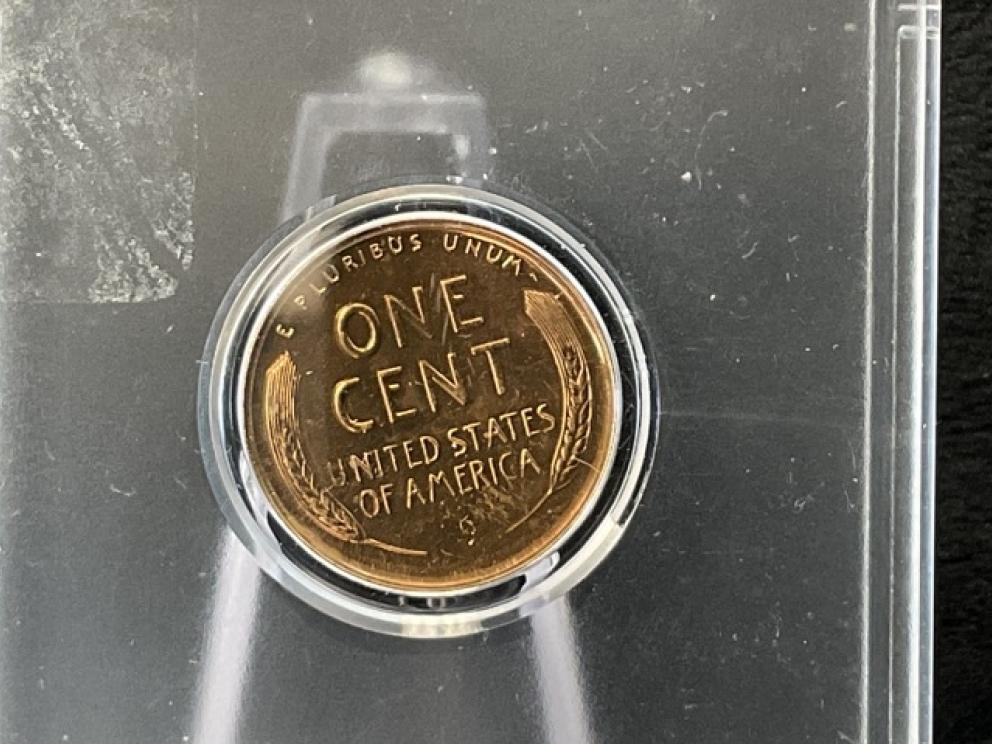 E PLURIBUS UNUM
ONE
CENT
UNITED STATES
OF AMERICA